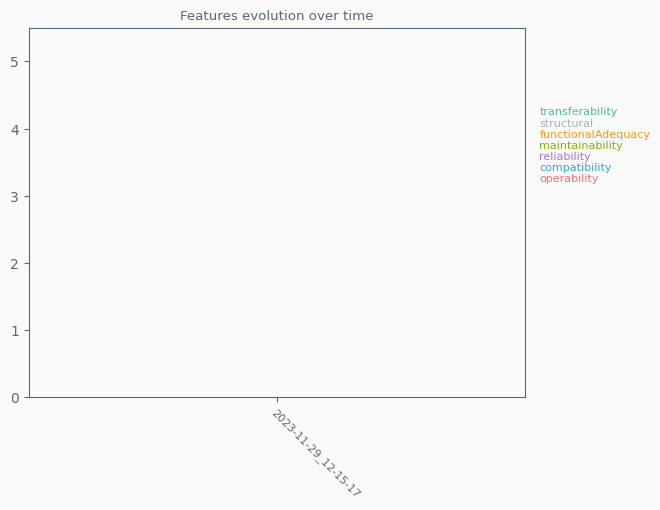 Features evolution over time
5
4
3
2
1
0
2023-11-29_12-15-17
transferability
structural
functionalAdequacy
maintainability
reliability
compatibility
operability